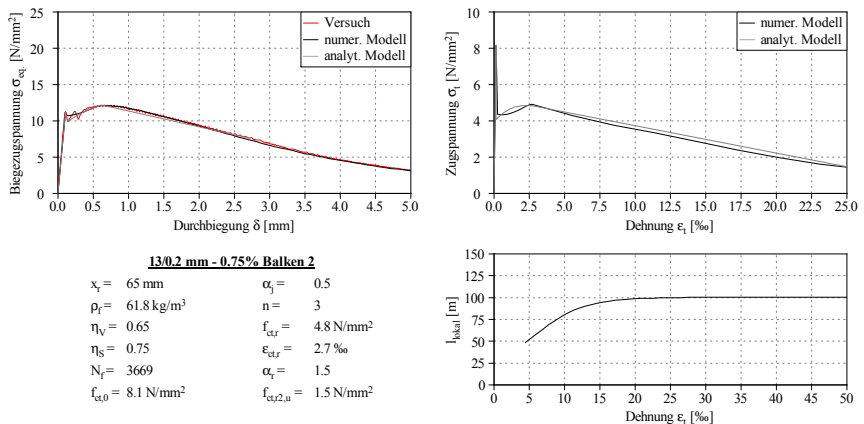 25
20
15
10
5
0
Biegezugspannung σeq. [N/mm²]
Versuch
numer. Modell
analyt. Modell
0.0 0.5 1.0 1.5 2.0 2.5 3.0 3.5 4.0 4.5 5.0
Durchbiegung δ [mm]
10
8
6
4
2
0
Zugspannung σt [N/mm²]
numer. Modell
analyt. Modell
0.0 2.5 5.0 7.5 10.0 12.5 15.0 17.5 20.0 22.5 25.0
Dehnung εt [‰]
13/0.2 mm - 0.75% Balken 2
xr = 65 mm αj = 0.5
ρf = 61.8 kg/m³ n = 3
ηV = 0.65 fct,r = 4.8 N/mm²
ηS = 0.75 εct,r = 2.7 ‰
Nf = 3669 αr = 1.5
fct,0 = 8.1 N/mm² fct,r2,u = 1.5 N/mm²
150
125
100
75
50
25
0
llokal [m]
0 5 10 15 20 25 30 35 40 45 50
Dehnung εt [‰]